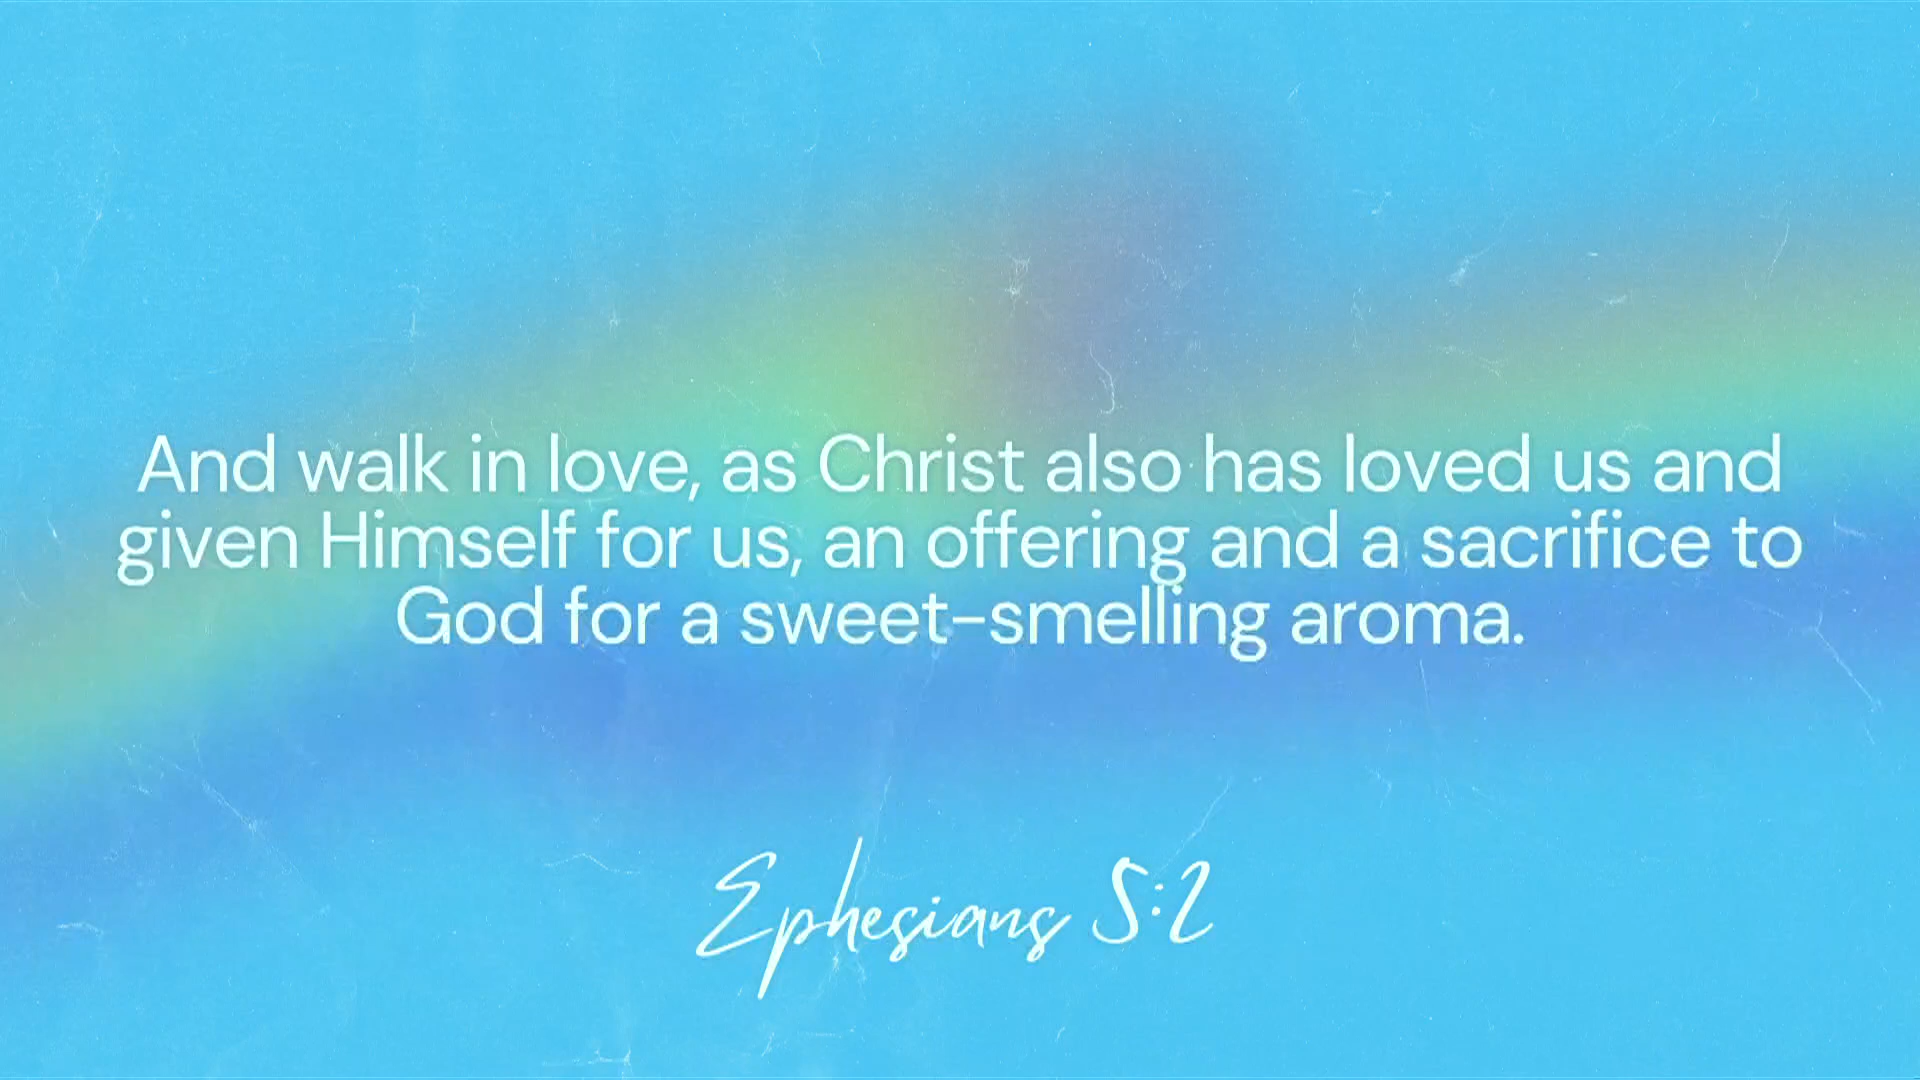 And walk in love, as Christ also has loved us and
given Himself for us, an offering and a sacrifice to
God for a sweet-smelling aroma.
Ephesians 5:2